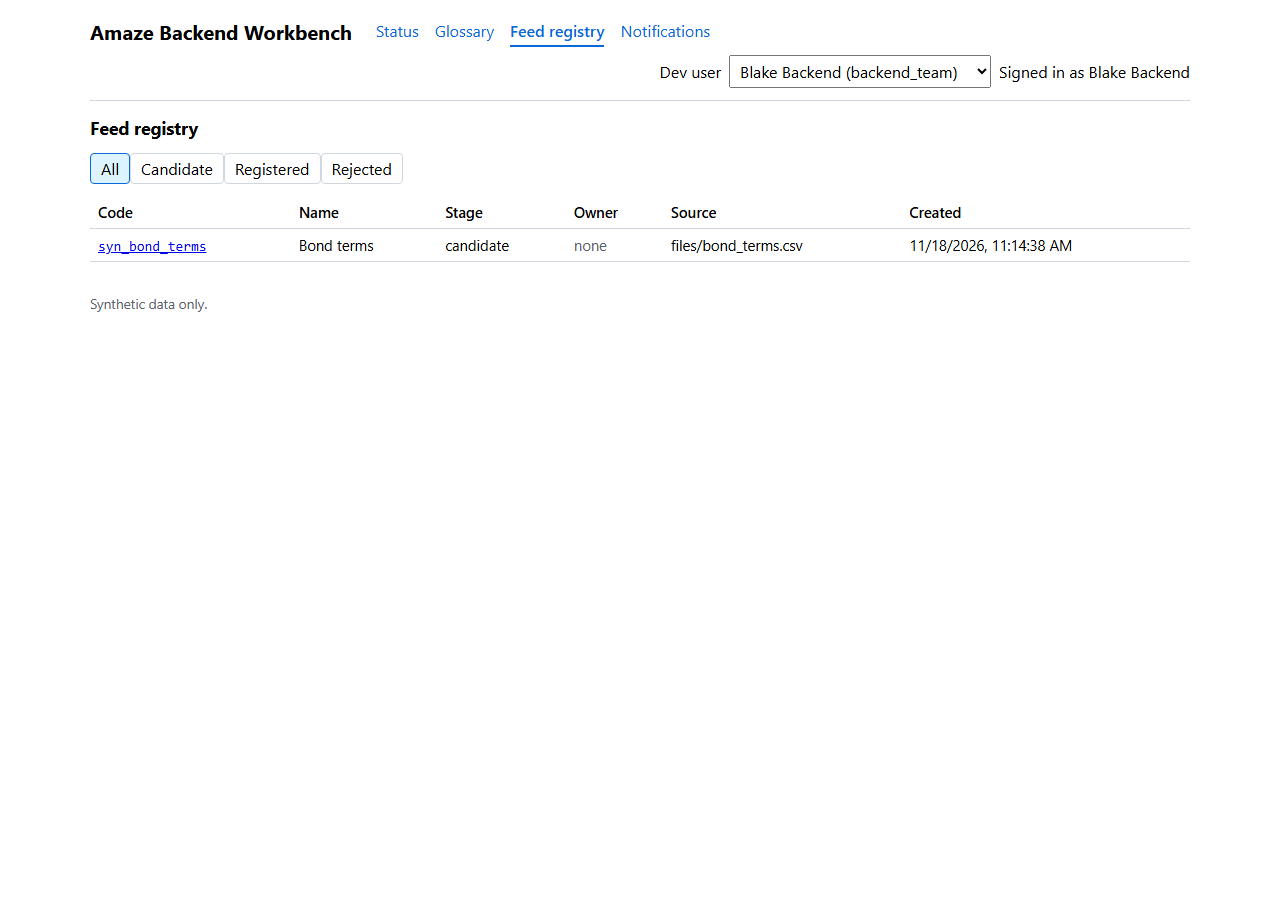 Amaze Backend Workbench Status Glossary Feed registry Notifications
Dev user Blake Backend (backend_team) Signed in as Blake Backend
Feed registry
All Candidate Registered Rejected
Code Name Stage Owner Source Created
syn_bond_terms Bond terms candidate none files/bond_terms.csv 11/18/2026, 11:14:38 AM
Synthetic data only.